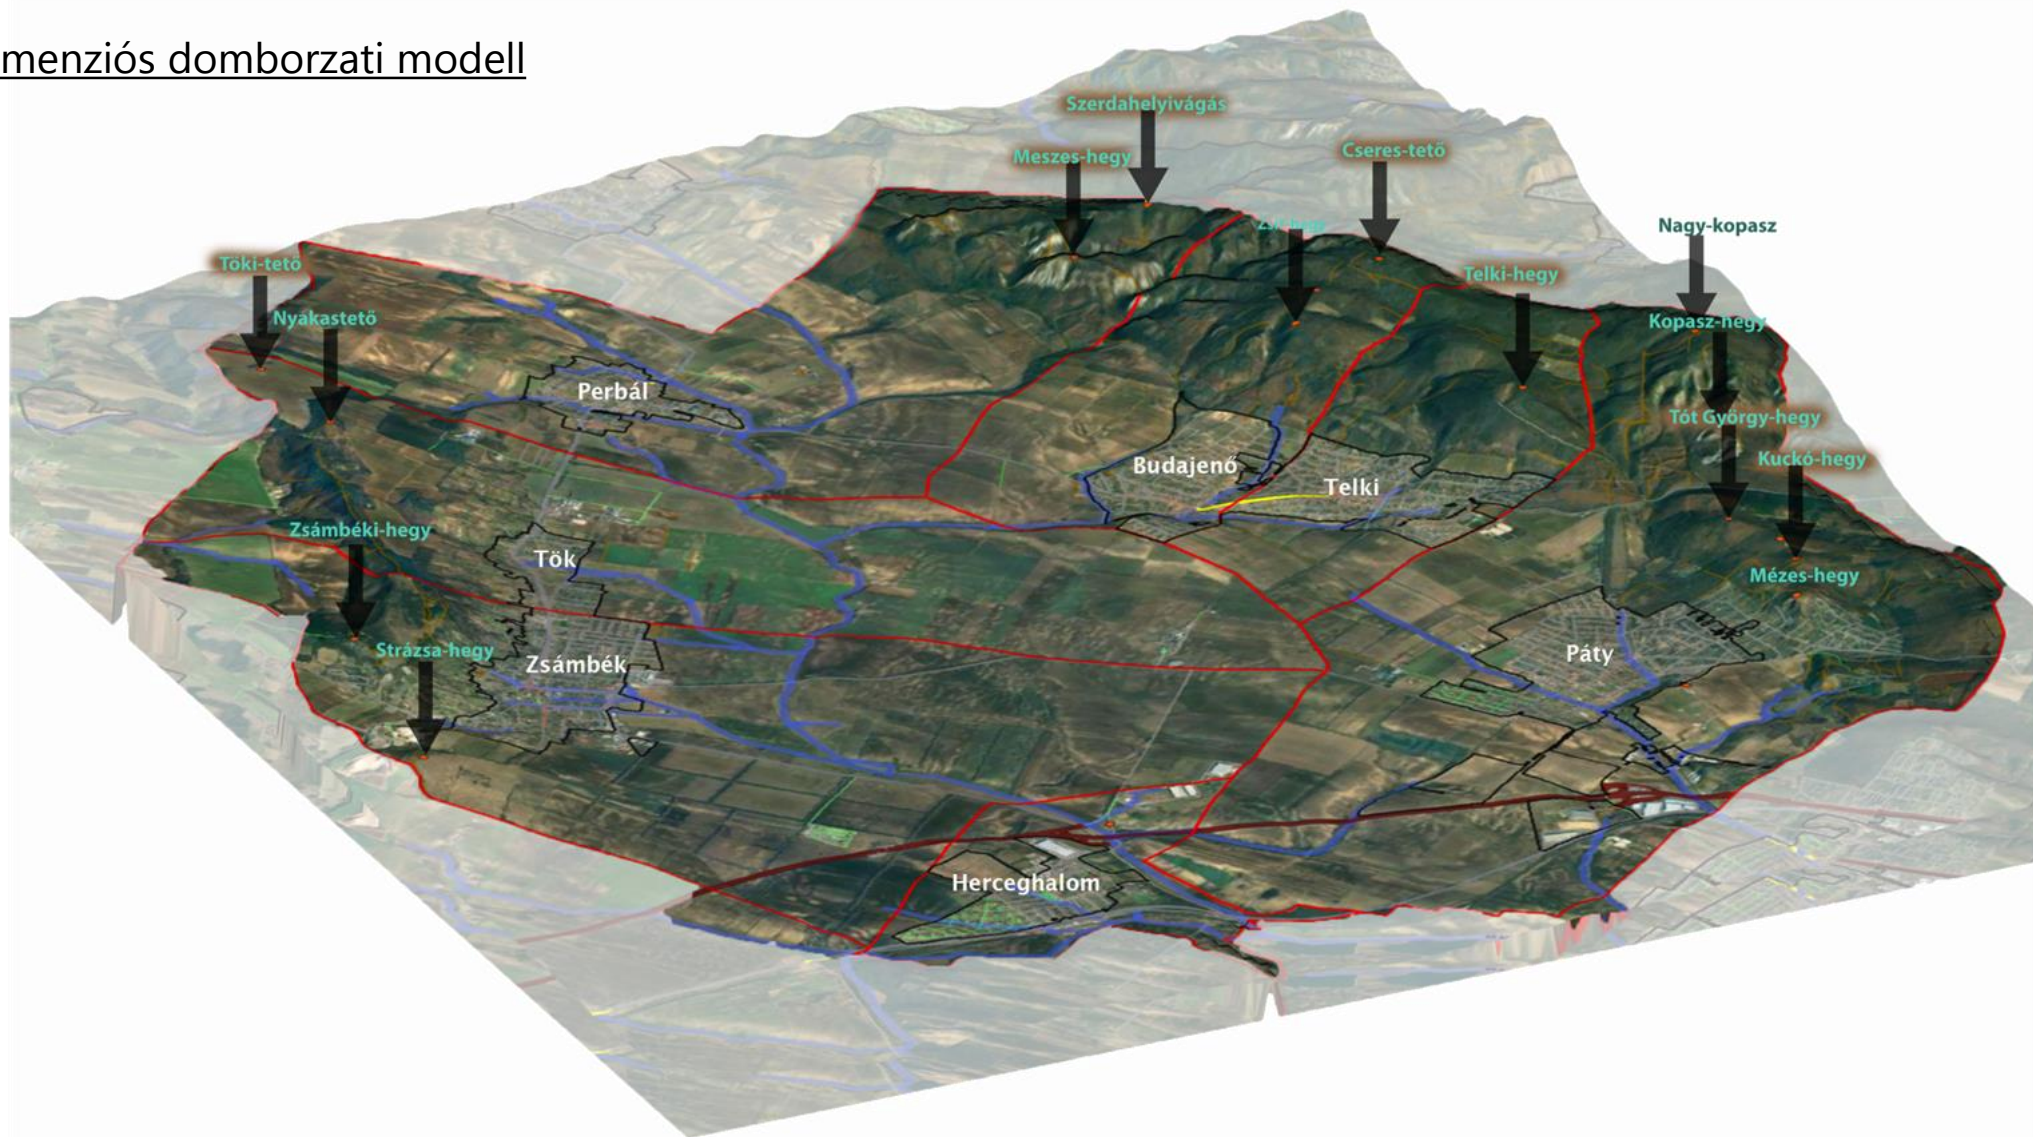 menziós domborzati modell
Szerdahelyivágás
Meszes-hegy
Cseres-tető
Nagy-kopasz
Töki-tető
Telki-hegy
Nyakastető
Kopasz-hegy
Perbál
Tót György-hegy
Kuckó-hegy
Budajenő
Telki
Zsámbéki-hegy
Tök
Mézes-hegy
Strázsa-hegy
Zsámbék
Páty
Herceghalom